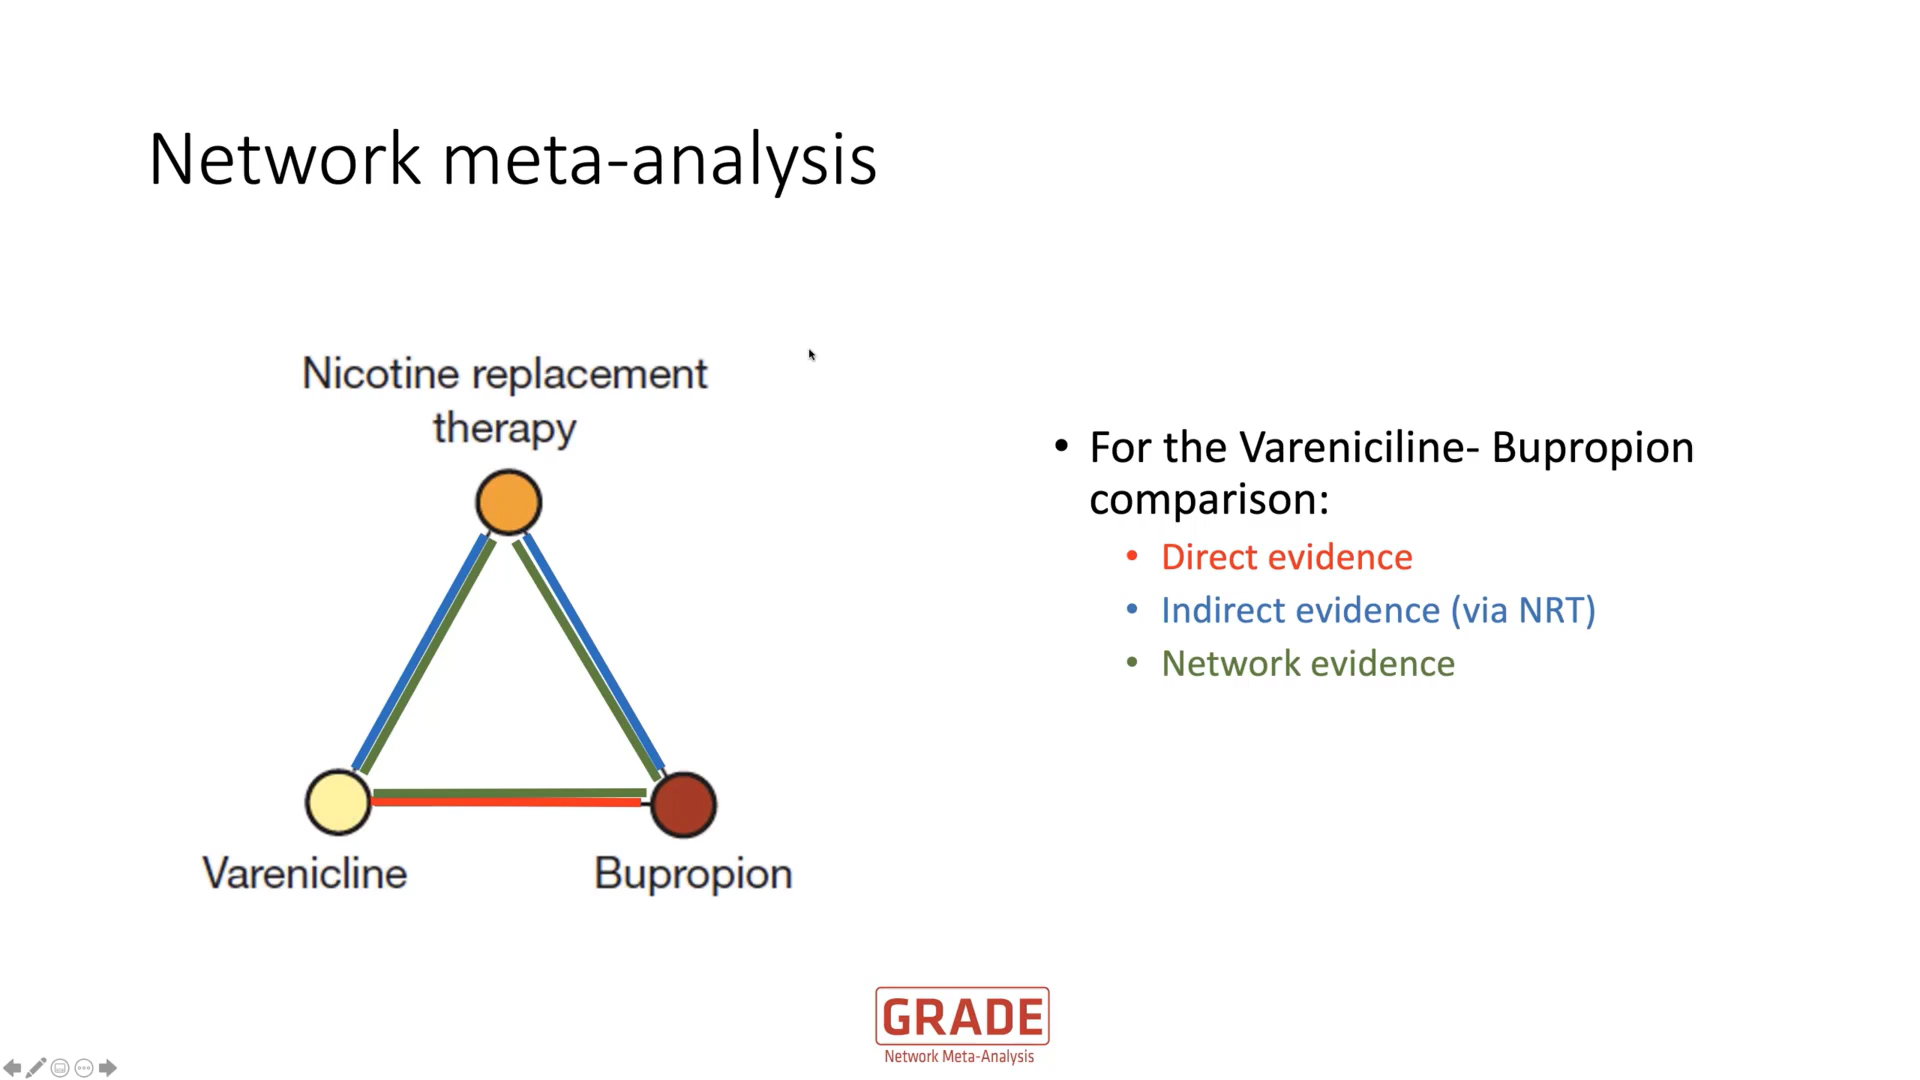 Network meta-analysis
Nicotine replacement
therapy
Varenicline
Bupropion
• For the Vareniciline- Bupropion
comparison:
• Direct evidence
• Indirect evidence (via NRT)
• Network evidence
GRADE
Network Meta-Analysis